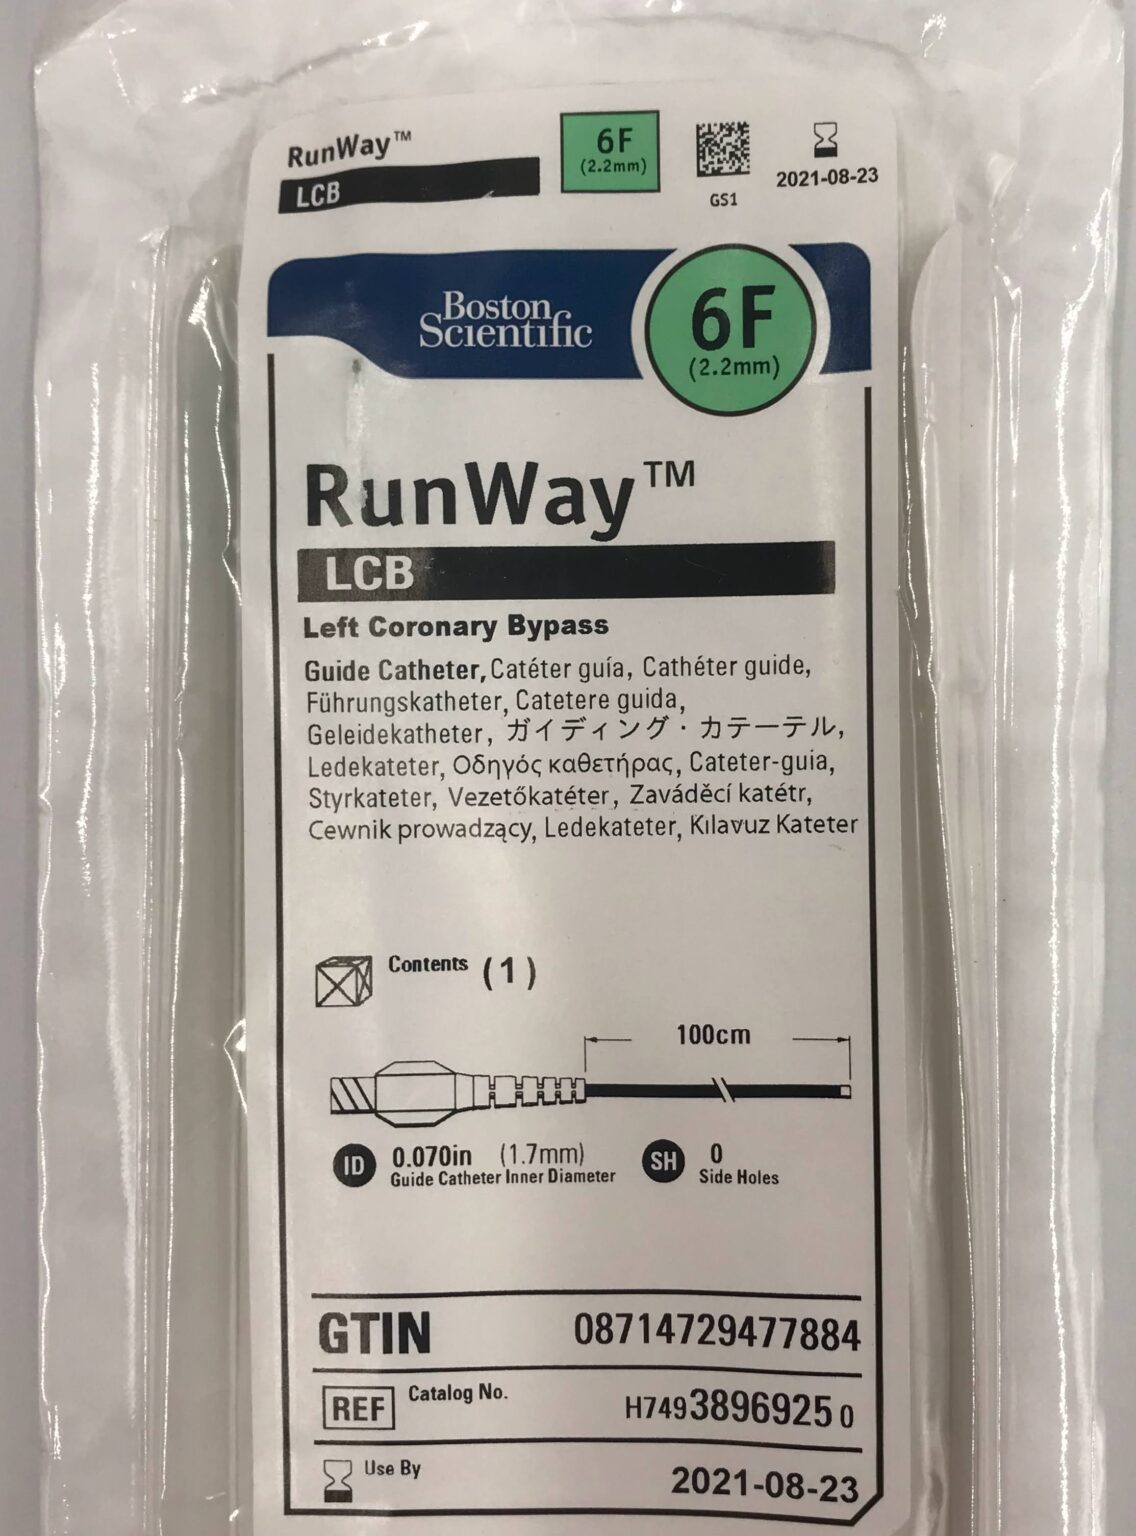 RunWay™
LCB
6F
(2.2mm)
GS1
2021-08-23
Boston
Scientific
6F
(2.2mm)
RunWay™
LCB
Left Coronary Bypass
Guide Catheter, Catéter guía, Cathéter guide,
Führungskatheter, Catetere guida,
Geleidekatheter, ガイディング・カテーテル,
Ledekateter, Οδηγός καθετήρας, Cateter-guia,
Styrkateter, Vezetőkatéter, Zaváděcí katétr,
Cewnik prowadzący, Ledekateter, Kılavuz Kateter
Contents (1)
100cm
ID 0.070in (1.7mm)
Guide Catheter Inner Diameter
SH 0
Side Holes
GTIN 08714729477884
REF Catalog No. H7493896925 0
Use By 2021-08-23